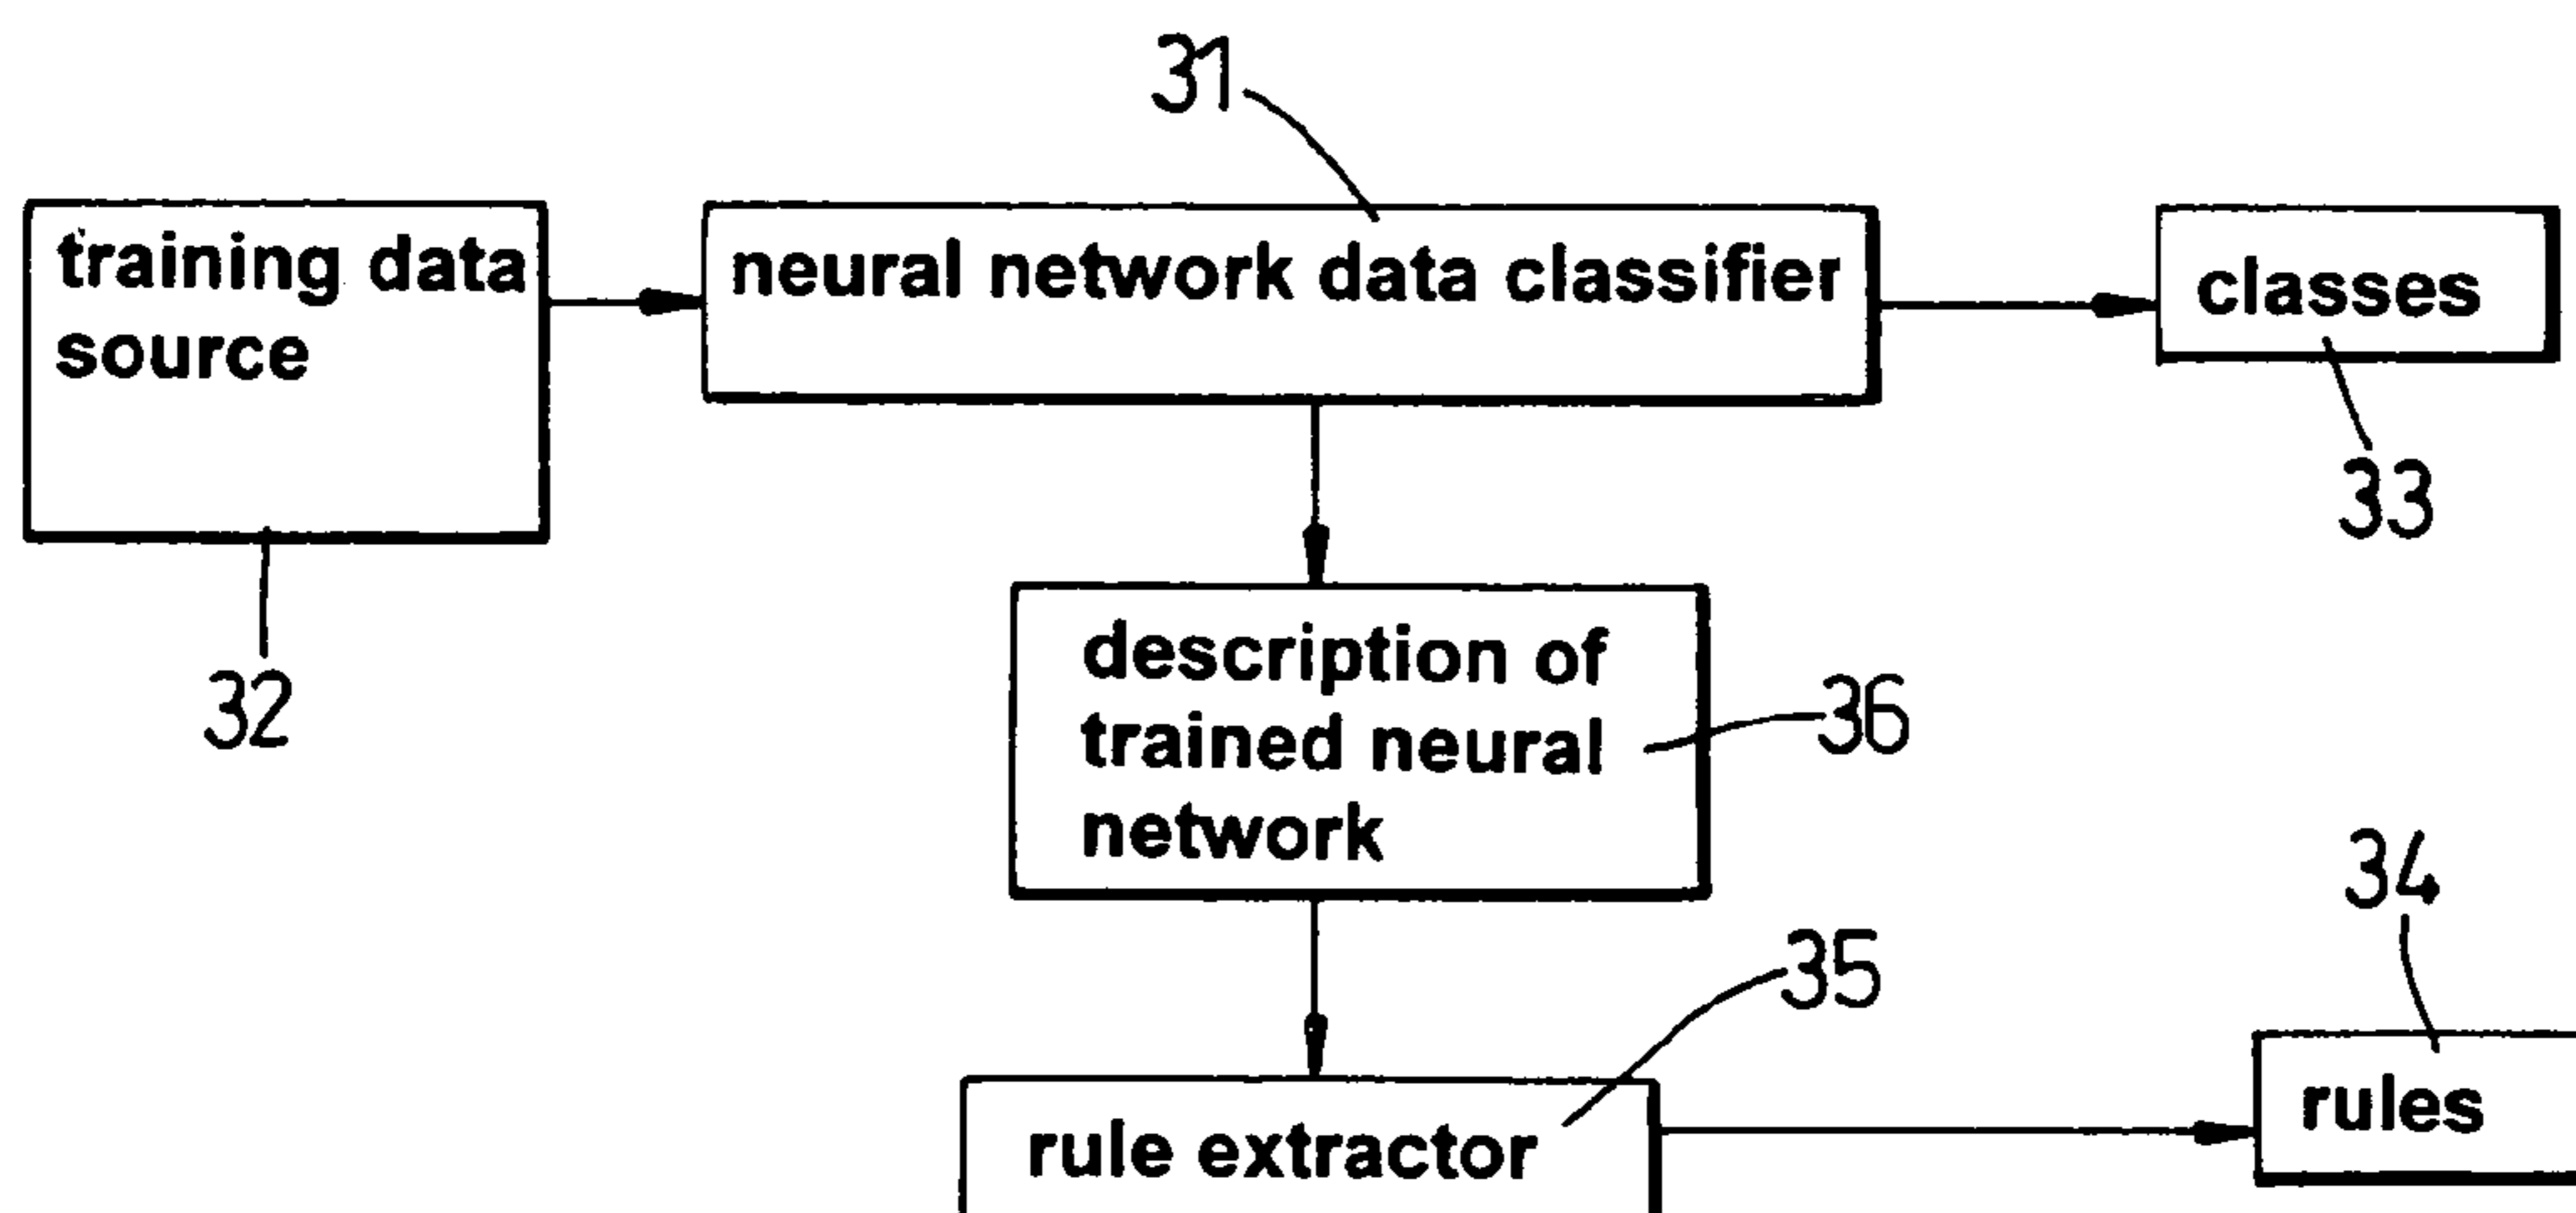 31
training data
source
neural network data classifier
classes
33
32
description of
trained neural
network
36
34
35
rule extractor
rules